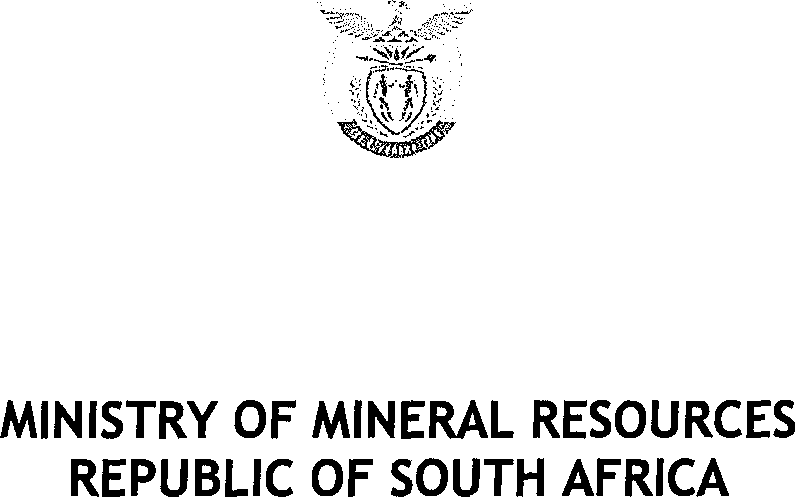 MINISTRY OF MINERAL RESOURCES
REPUBLIC OF SOUTH AFRICA